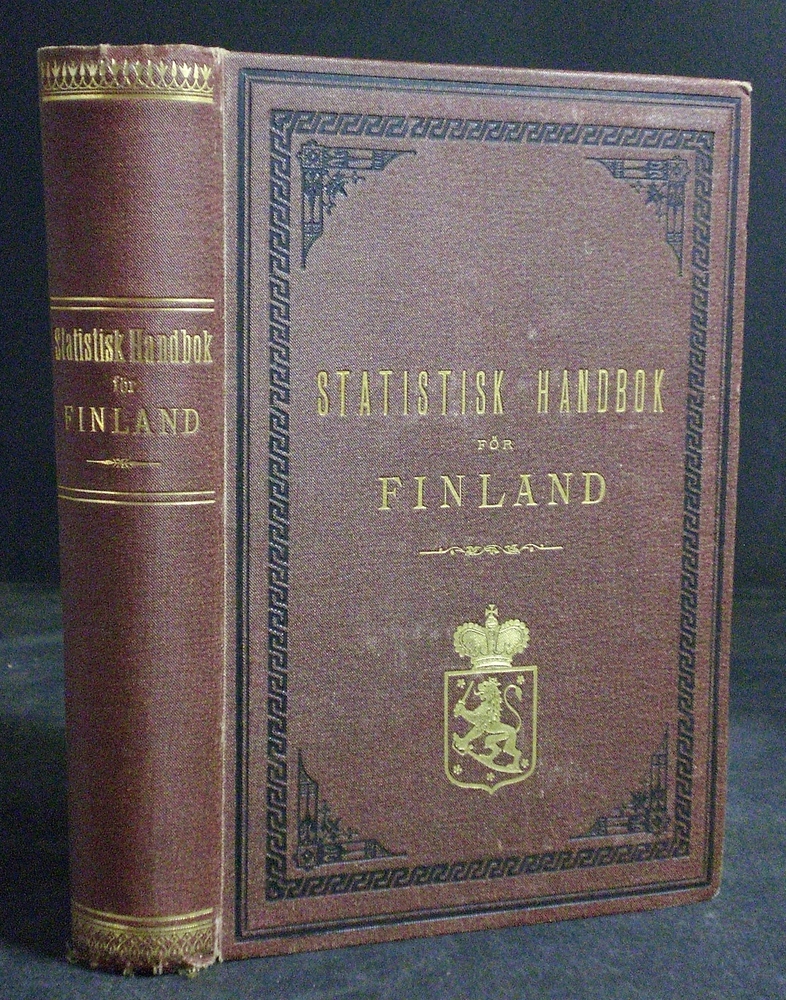 Statistisk Handbok
för
FINLAND
STATISTISK HANDBOK
FÖR
FINLAND